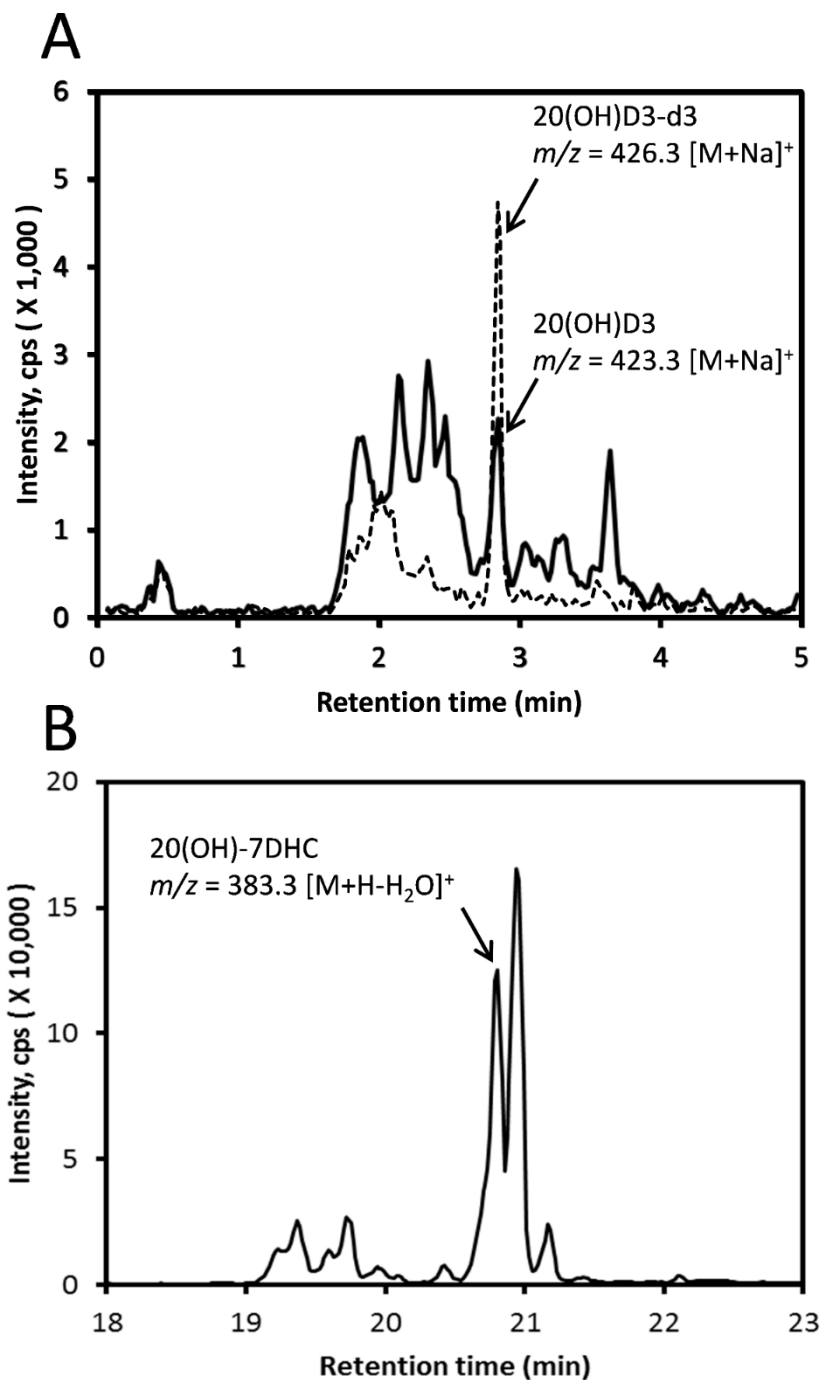 A
6
5
4
3
2
1
0
Intensity, cps ( X 1,000 )
20(OH)D3-d3
m/z = 426.3 [M+Na]⁺
20(OH)D3
m/z = 423.3 [M+Na]⁺
0 1 2 3 4 5
Retention time (min)
B
20
15
10
5
0
Intensity, cps ( X 10,000 )
20(OH)-7DHC
m/z = 383.3 [M+H-H₂O]⁺
18 19 20 21 22 23
Retention time (min)